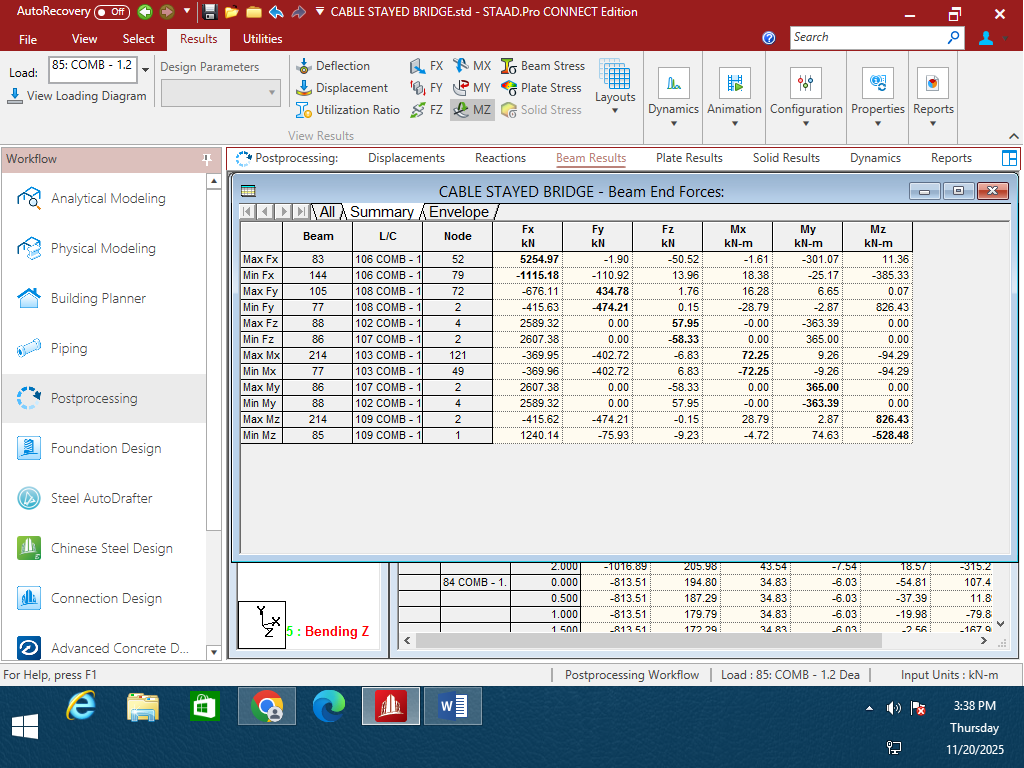 AutoRecovery Off CABLE STAYED BRIDGE.std - STAAD.Pro CONNECT Edition
File View Select Results Utilities Search
Load: 85: COMB - 1.2 Design Parameters
View Loading Diagram
Deflection FX MX Beam Stress
Displacement FY MY Plate Stress
Utilization Ratio FZ MZ Solid Stress
Layouts Dynamics Animation Configuration Properties Reports
View Results
Workflow
Postprocessing: Displacements Reactions Beam Results Plate Results Solid Results Dynamics Reports
Analytical Modeling
Physical Modeling
Building Planner
Piping
Postprocessing
Foundation Design
Steel AutoDrafter
Chinese Steel Design
Connection Design
Advanced Concrete D...
CABLE STAYED BRIDGE - Beam End Forces:
All Summary Envelope
Beam L/C Node Fx kN Fy kN Fz kN Mx kN-m My kN-m Mz kN-m
Max Fx 83 106 COMB - 1 52 5254.97 -1.90 -50.52 -1.61 -301.07 11.36
Min Fx 144 106 COMB - 1 79 -1115.18 -110.92 13.96 18.38 -25.17 -385.33
Max Fy 105 108 COMB - 1 72 -676.11 434.78 1.76 16.28 6.65 0.07
Min Fy 77 108 COMB - 1 2 -415.63 -474.21 0.15 -28.79 -2.87 826.43
Max Fz 88 102 COMB - 1 4 2589.32 0.00 57.95 -0.00 -363.39 0.00
Min Fz 86 107 COMB - 1 2 2607.38 0.00 -58.33 0.00 365.00 0.00
Max Mx 214 103 COMB - 1 121 -369.95 -402.72 -6.83 72.25 9.26 -94.29
Min Mx 77 103 COMB - 1 49 -369.96 -402.72 6.83 -72.25 -9.26 -94.29
Max My 86 107 COMB - 1 2 2607.38 0.00 -58.33 0.00 365.00 0.00
Min My 88 102 COMB - 1 4 2589.32 0.00 57.95 -0.00 -363.39 0.00
Max Mz 214 109 COMB - 1 2 -415.62 -474.21 -0.15 28.79 2.87 826.43
Min Mz 85 109 COMB - 1 1 1240.14 -75.93 -9.23 -4.72 74.63 -528.48
2.000 -1016.89 205.98 43.54 -7.54 18.57 -315.2
84 COMB - 1. 0.000 -813.51 194.80 34.83 -6.03 -54.81 107.4
0.500 -813.51 187.29 34.83 -6.03 -37.39 11.8
1.000 -813.51 179.79 34.83 -6.03 -19.98 -79.8
1.500 -813.51 172.29 34.83 -6.03 -2.56 -167.9
Y X Z
5 : Bending Z
For Help, press F1 Postprocessing Workflow Load : 85: COMB - 1.2 Dea Input Units : kN-m
3:38 PM
Thursday
11/20/2025